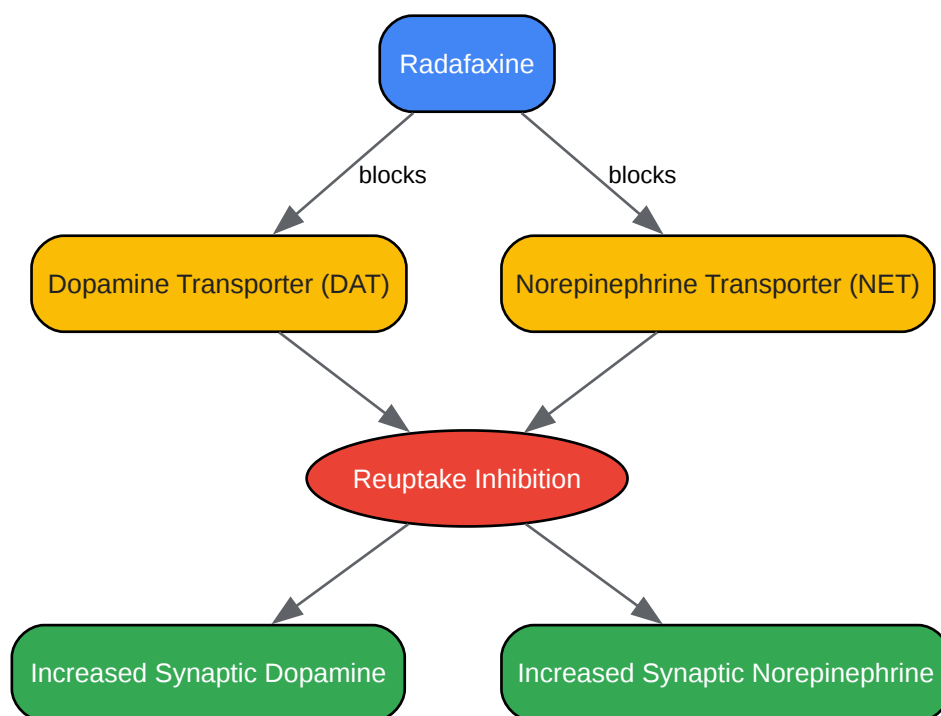 Radafaxine
blocks
blocks
Dopamine Transporter (DAT)
Norepinephrine Transporter (NET)
Reuptake Inhibition
Increased Synaptic Dopamine
Increased Synaptic Norepinephrine